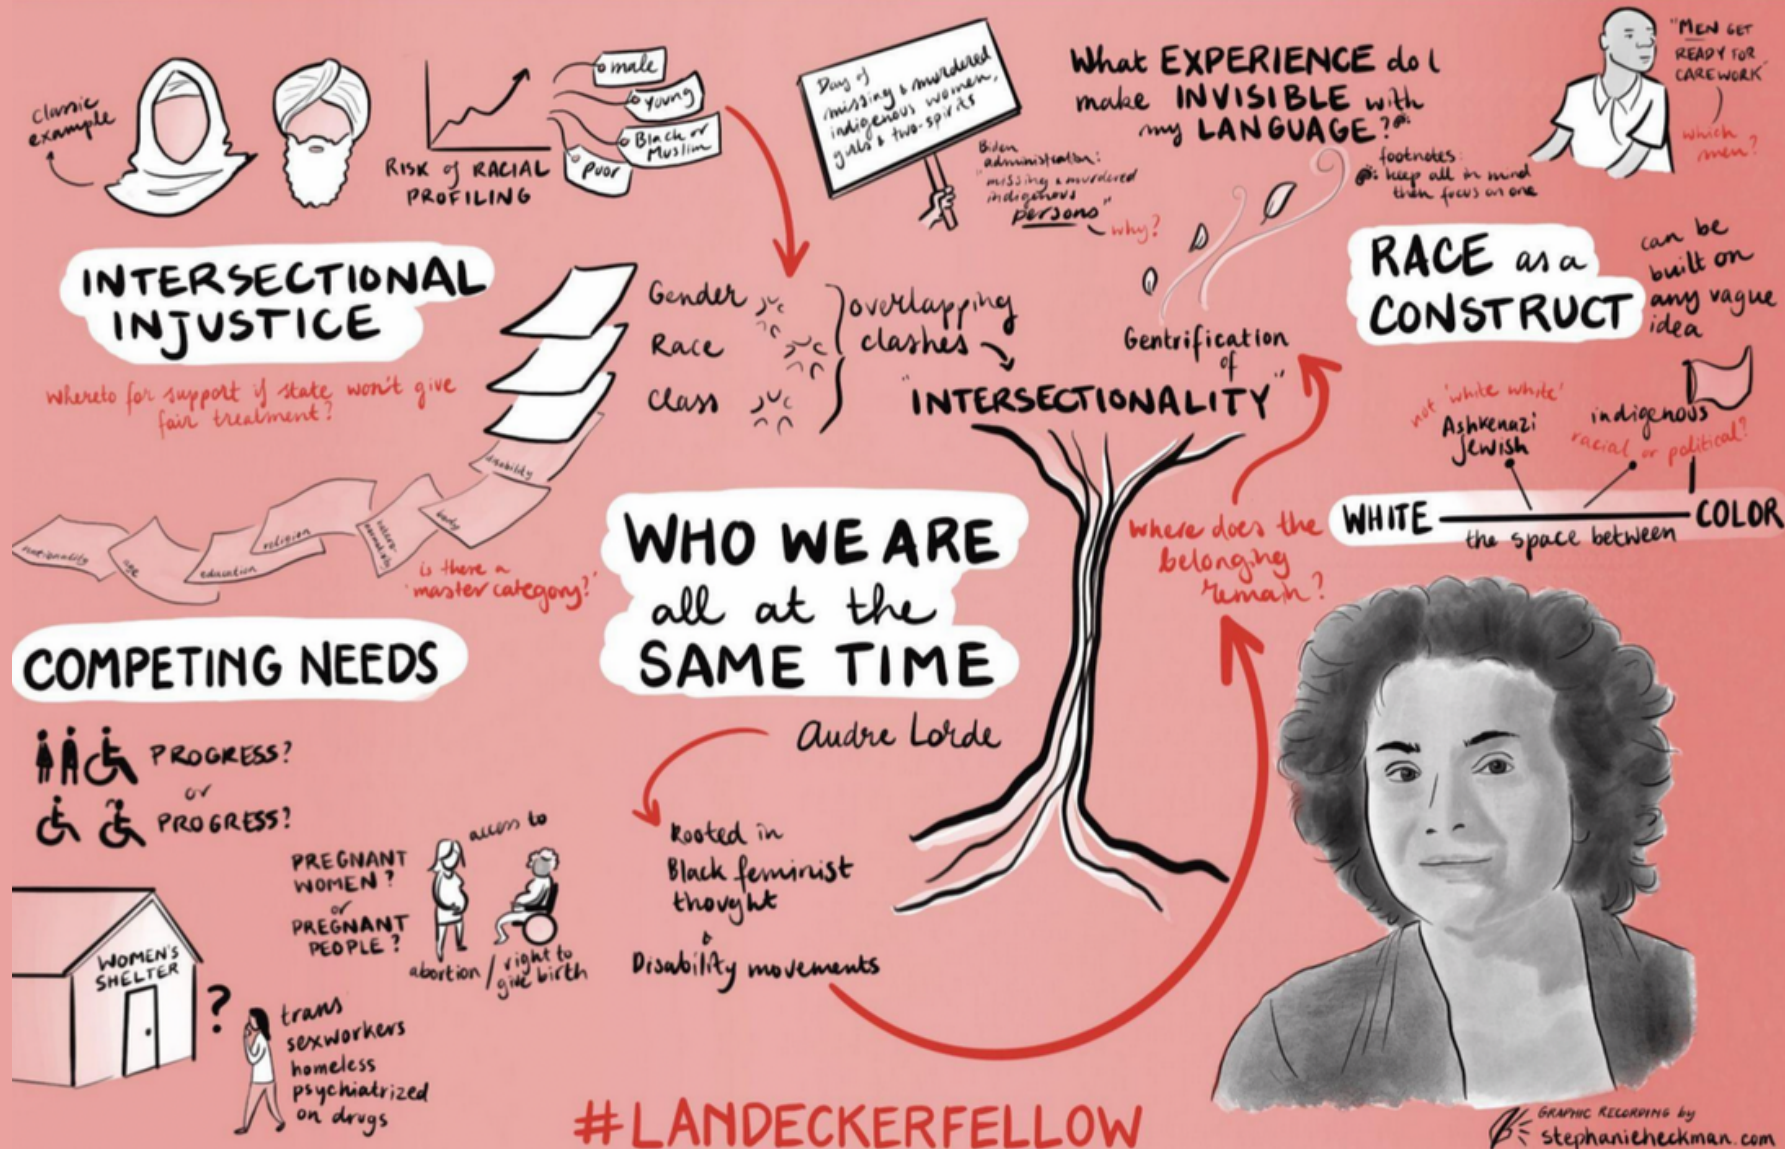 classic
example
RISK of RACIAL
PROFILING
male
young
Black or
Muslim
poor
Day of
missing & murdered
indigenous women,
girls & two-spirits
Biden
administration:
"missing & murdered
indigenous
persons"
why?
What EXPERIENCE do I
make INVISIBLE with
my LANGUAGE?
footnotes:
keep all in mind
then focus on one
"MEN GET
READY FOR
CAREWORK"
which
men?
INTERSECTIONAL
INJUSTICE
Whereto for support if state won't give
fair treatment?
Gender
Race
Class
overlapping
clashes
Gentrification
of
"INTERSECTIONALITY"
RACE as a
CONSTRUCT
can be
built on
any vague
idea
not 'white white'
Ashkenazi
Jewish
indigenous
racial or political?
WHITE
COLOR
the space between
disability
body
religion
education
age
nationality
is there a
'master category?'
WHO WE ARE
all at the
SAME TIME
Audre Lorde
where does the
belonging
remain?
COMPETING NEEDS
PROGRESS?
or
PROGRESS?
PREGNANT
WOMEN?
or
PREGNANT
PEOPLE?
access to
abortion / right to
give birth
Rooted in
Black feminist
thought
&
Disability movements
WOMEN'S
SHELTER
?
trans
sexworkers
homeless
psychiatrized
on drugs
#LANDECKERFELLOW
GRAPHIC RECORDING by
stephanieheckman.com